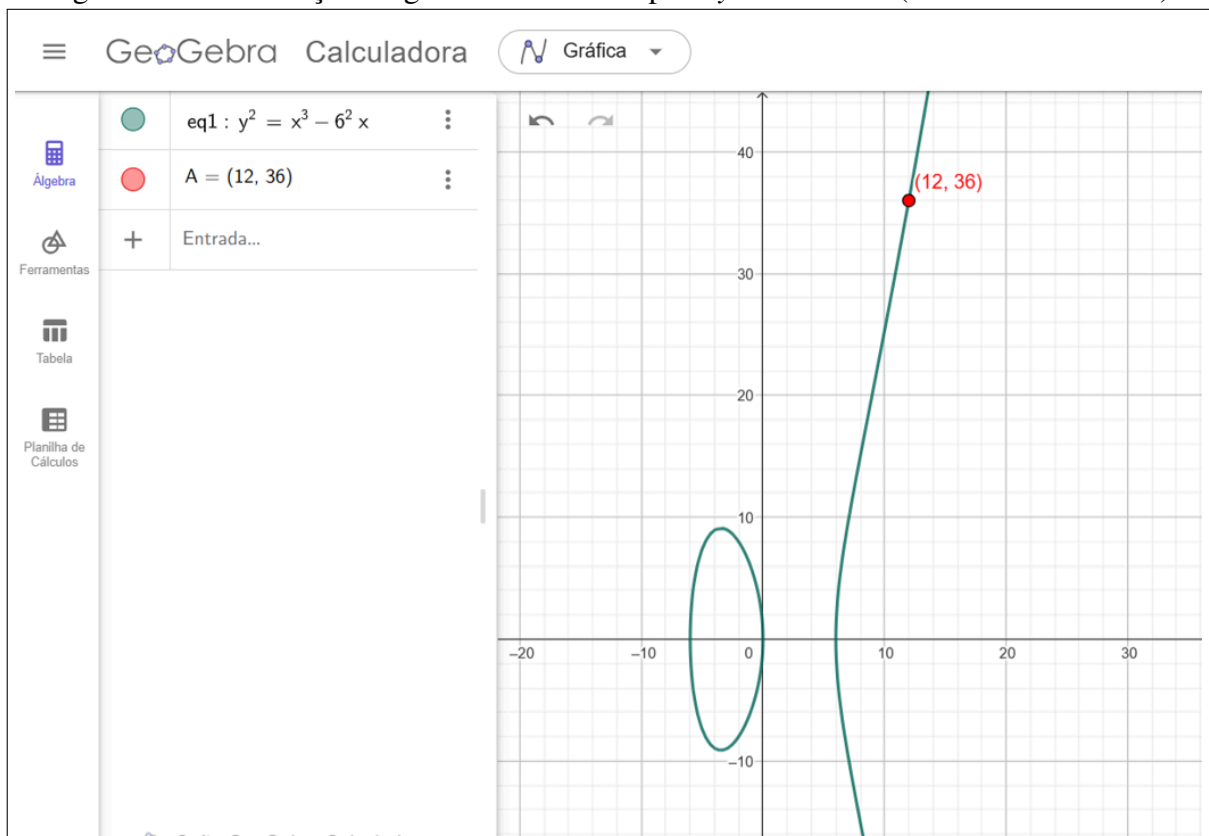 GeoGebra Calculadora Gráfica
eq1 : y² = x³ − 6² x
A = (12, 36)
Entrada...
Álgebra
Ferramentas
Tabela
Planilha de
Cálculos
40
(12, 36)
30
20
10
−20 −10 0 10 20 30
−10